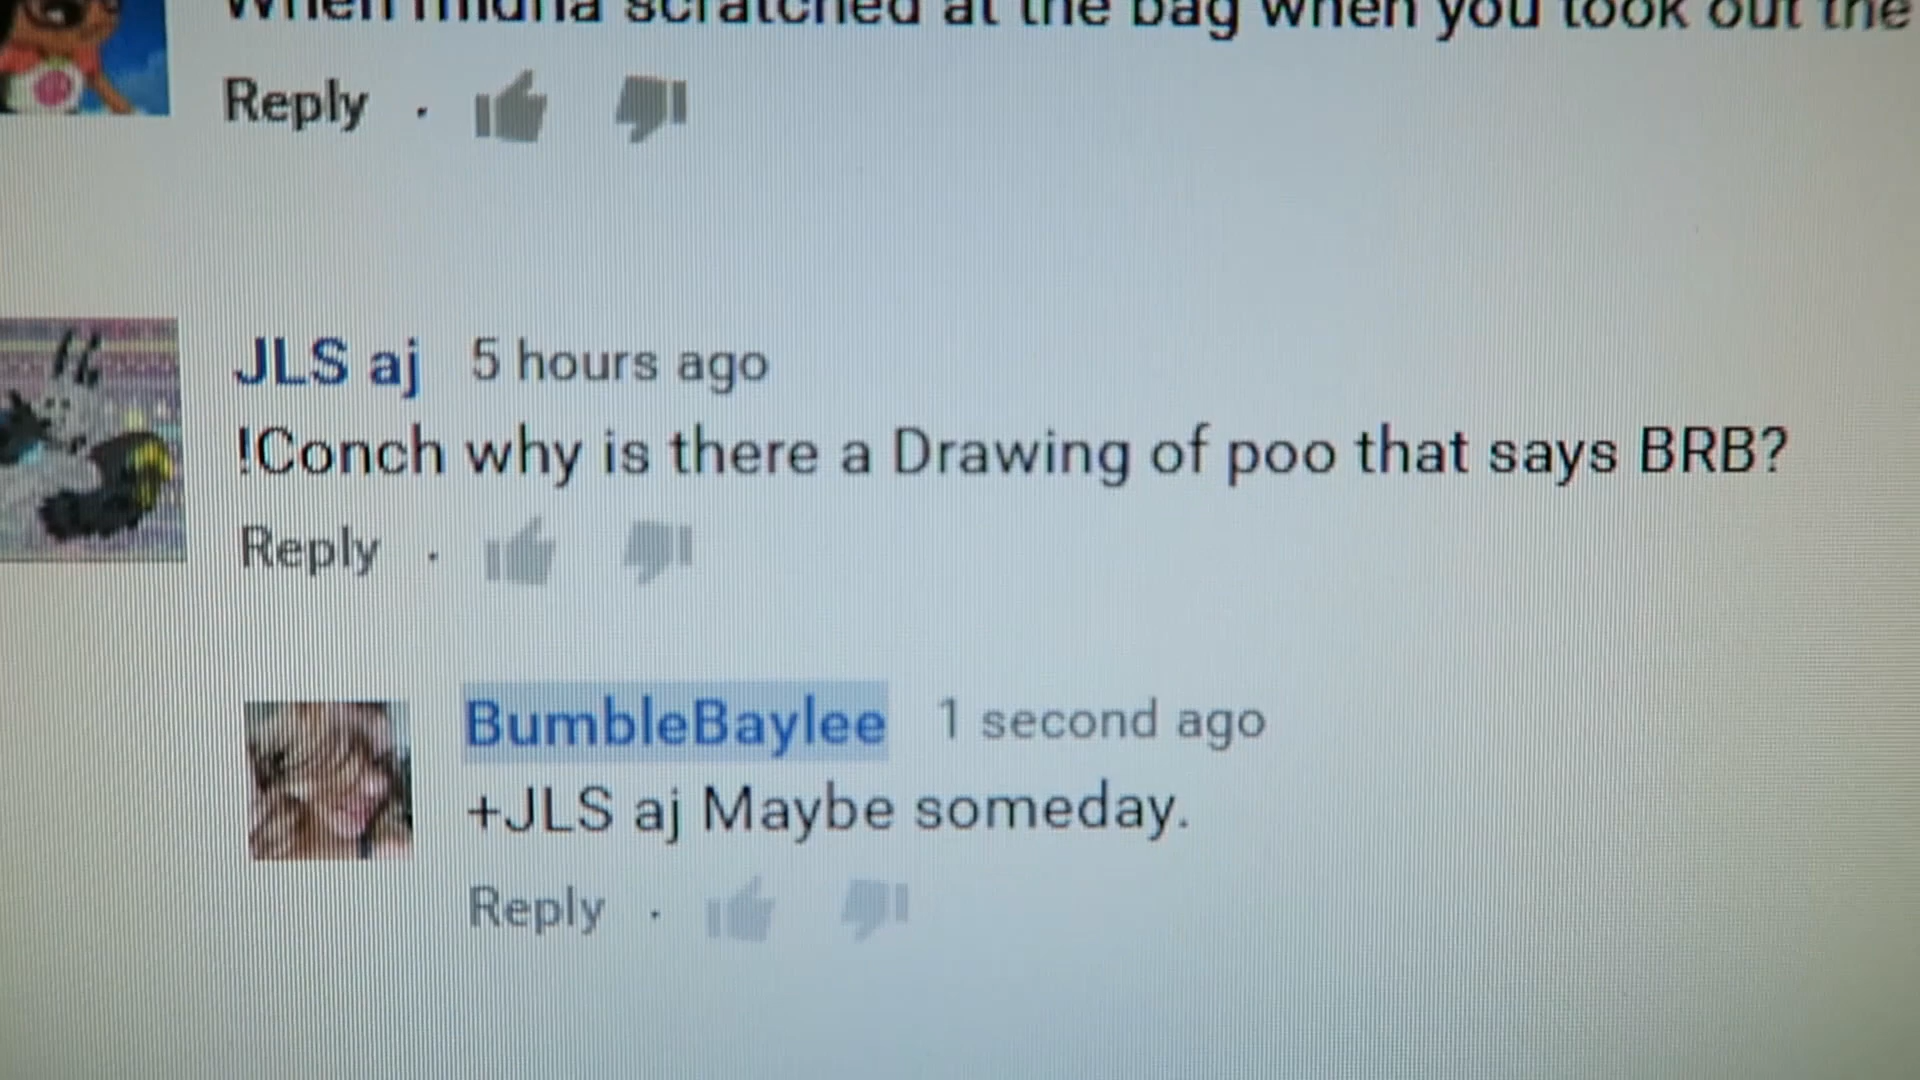 When midna scratched at the bag when you took out the
Reply ·
JLS aj 5 hours ago
!Conch why is there a Drawing of poo that says BRB?
Reply ·
BumbleBaylee 1 second ago
+JLS aj Maybe someday.
Reply ·